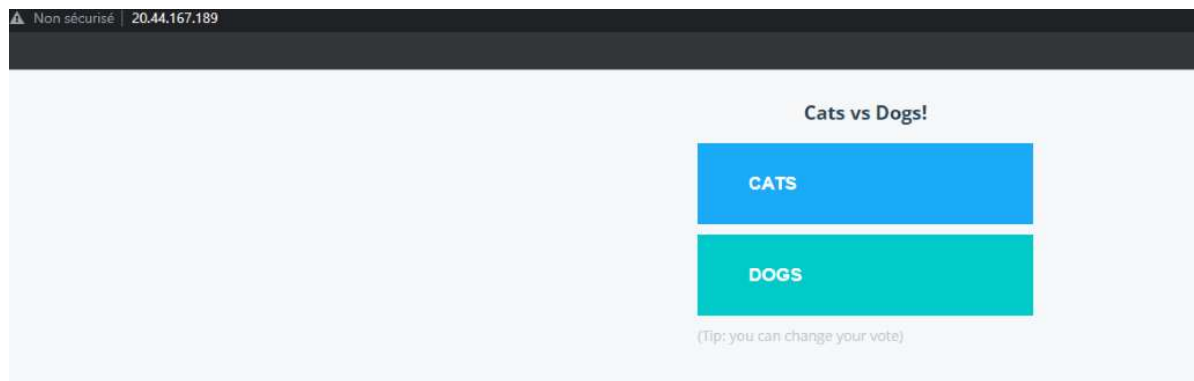 Non sécurisé | 20.44.167.189
Cats vs Dogs!
CATS
DOGS
(Tip: you can change your vote)